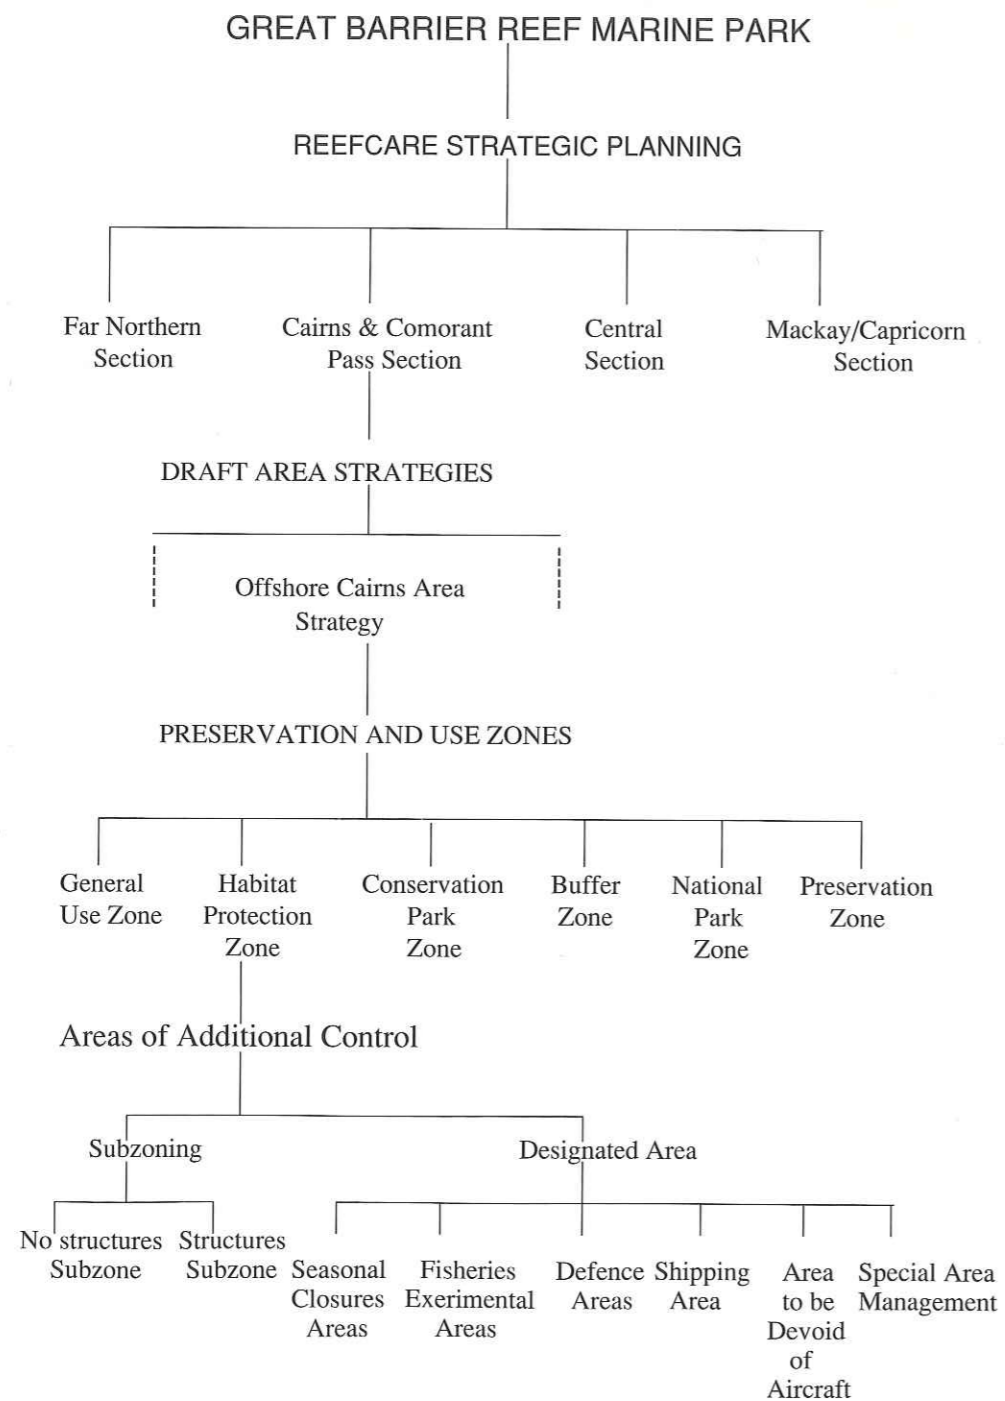 GREAT BARRIER REEF MARINE PARK
REEFCARE STRATEGIC PLANNING
Far Northern
Section
Cairns & Comorant
Pass Section
Central
Section
Mackay/Capricorn
Section
DRAFT AREA STRATEGIES
Offshore Cairns Area
Strategy
PRESERVATION AND USE ZONES
General
Use Zone
Habitat
Protection
Zone
Conservation
Park
Zone
Buffer
Zone
National
Park
Zone
Preservation
Zone
Areas of Additional Control
Subzoning
Designated Area
No structures
Subzone
Structures
Subzone
Seasonal
Closures
Areas
Fisheries
Exerimental
Areas
Defence
Areas
Shipping
Area
Area
to be
Devoid
of
Aircraft
Special Area
Management